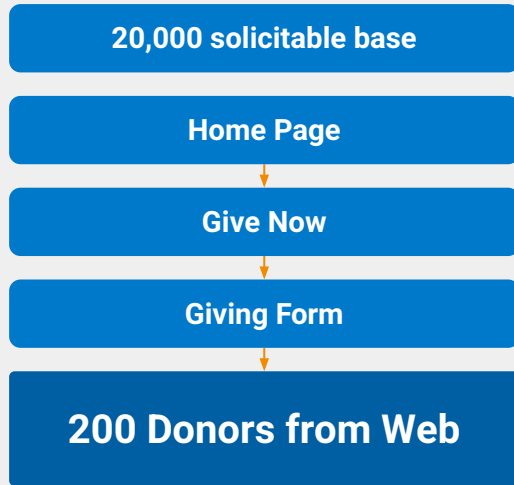 20,000 solicitable base
Home Page
Give Now
Giving Form
200 Donors from Web